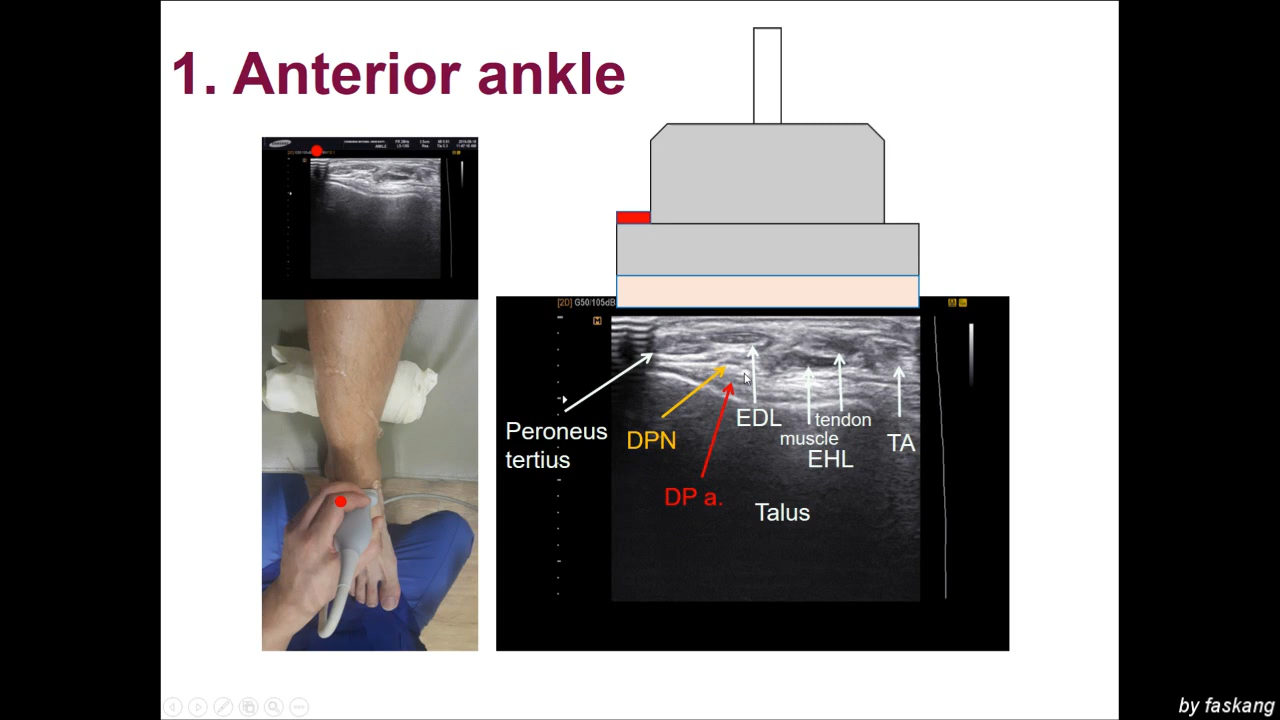 1. Anterior ankle
[2D] G50/105dB
M
Peroneus
tertius
DPN
DP a.
EDL
tendon
muscle
EHL
TA
Talus
by faskang